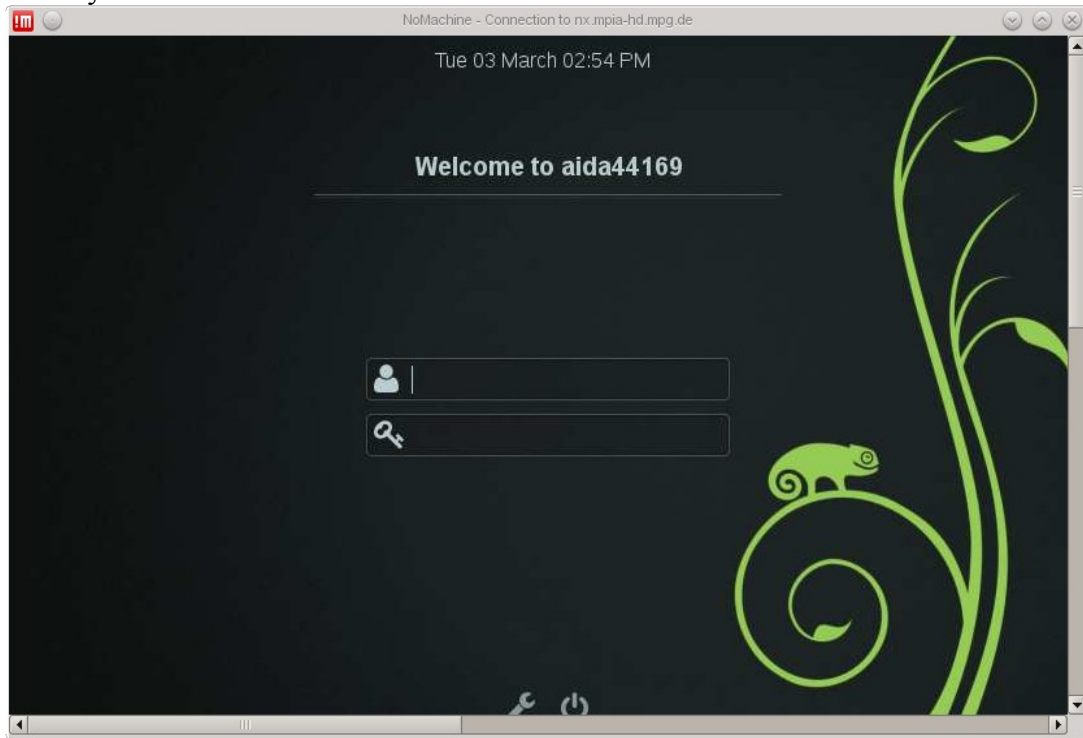 NoMachine - Connection to nx.mpia-hd.mpg.de
Tue 03 March 02:54 PM
Welcome to aida44169